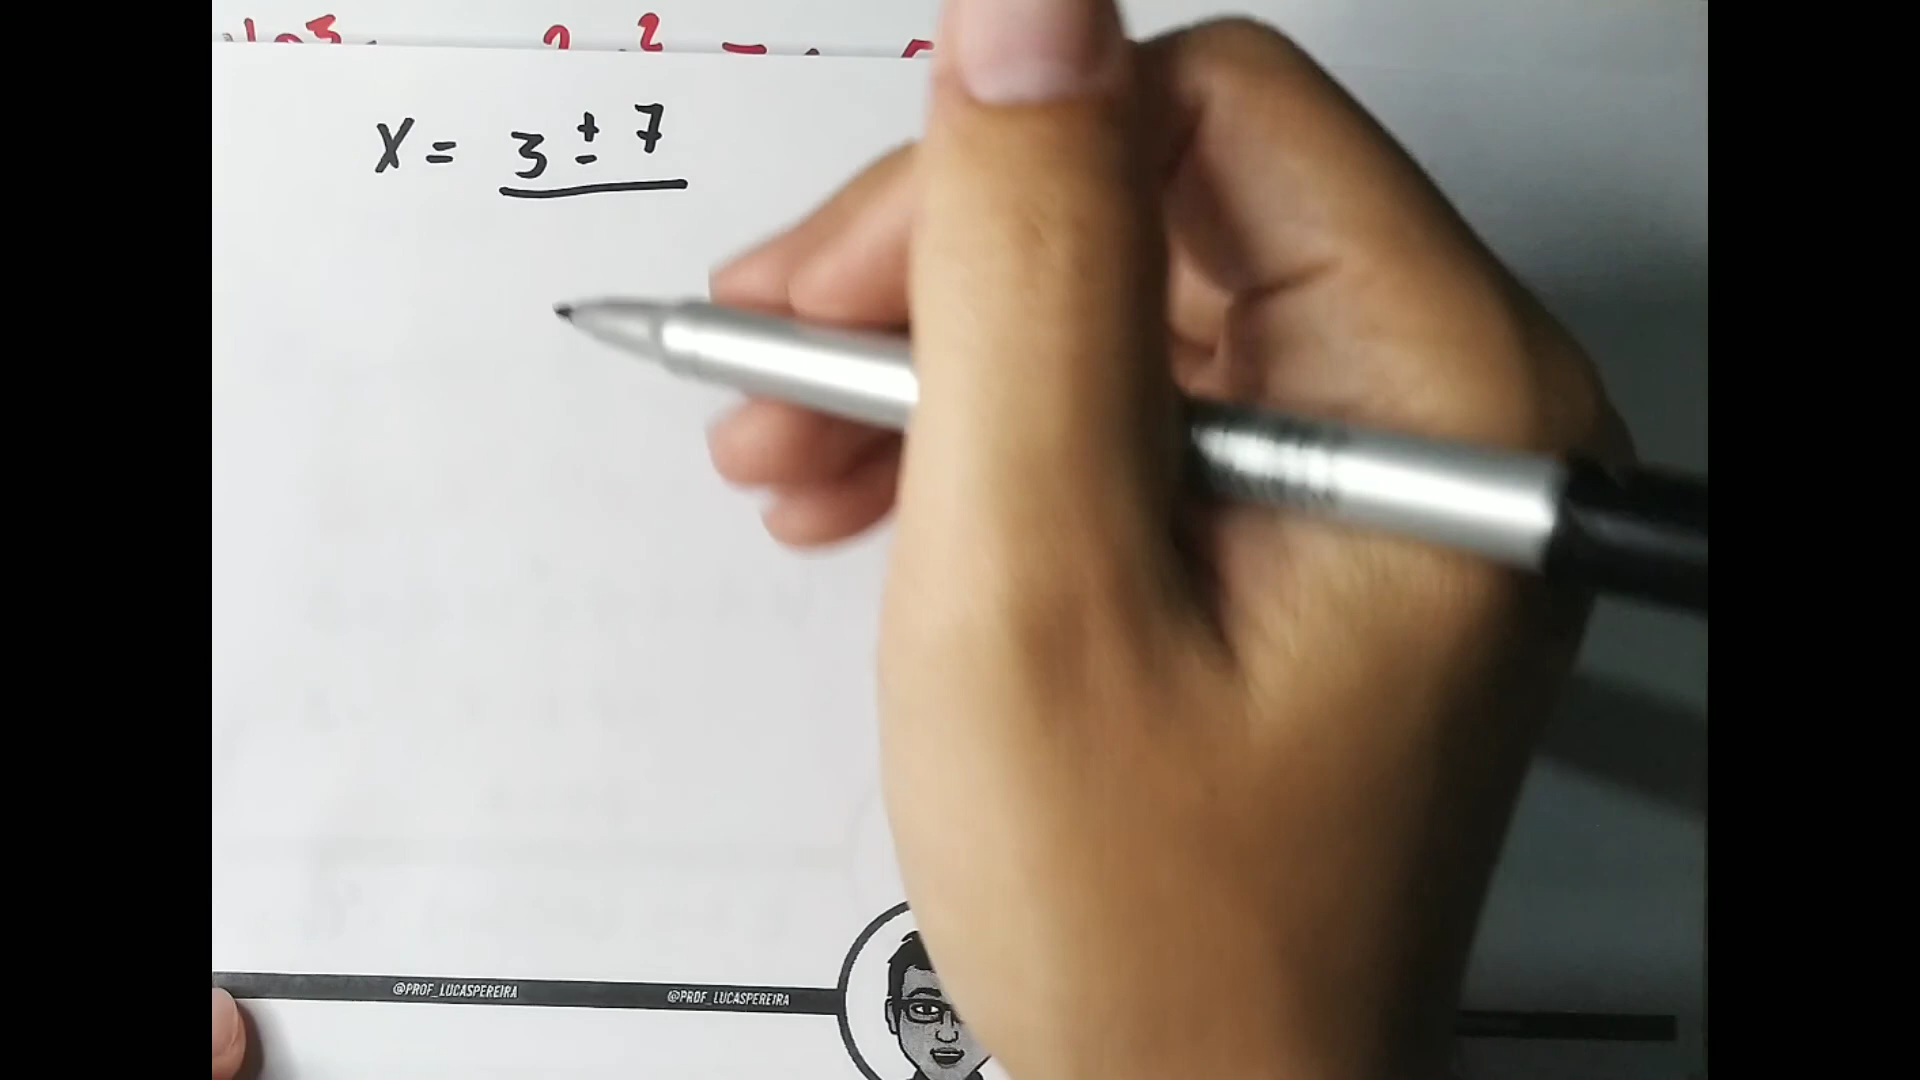 x = 3 ± 7
@PROF_LUCASPEREIRA @PROF_LUCASPEREIRA